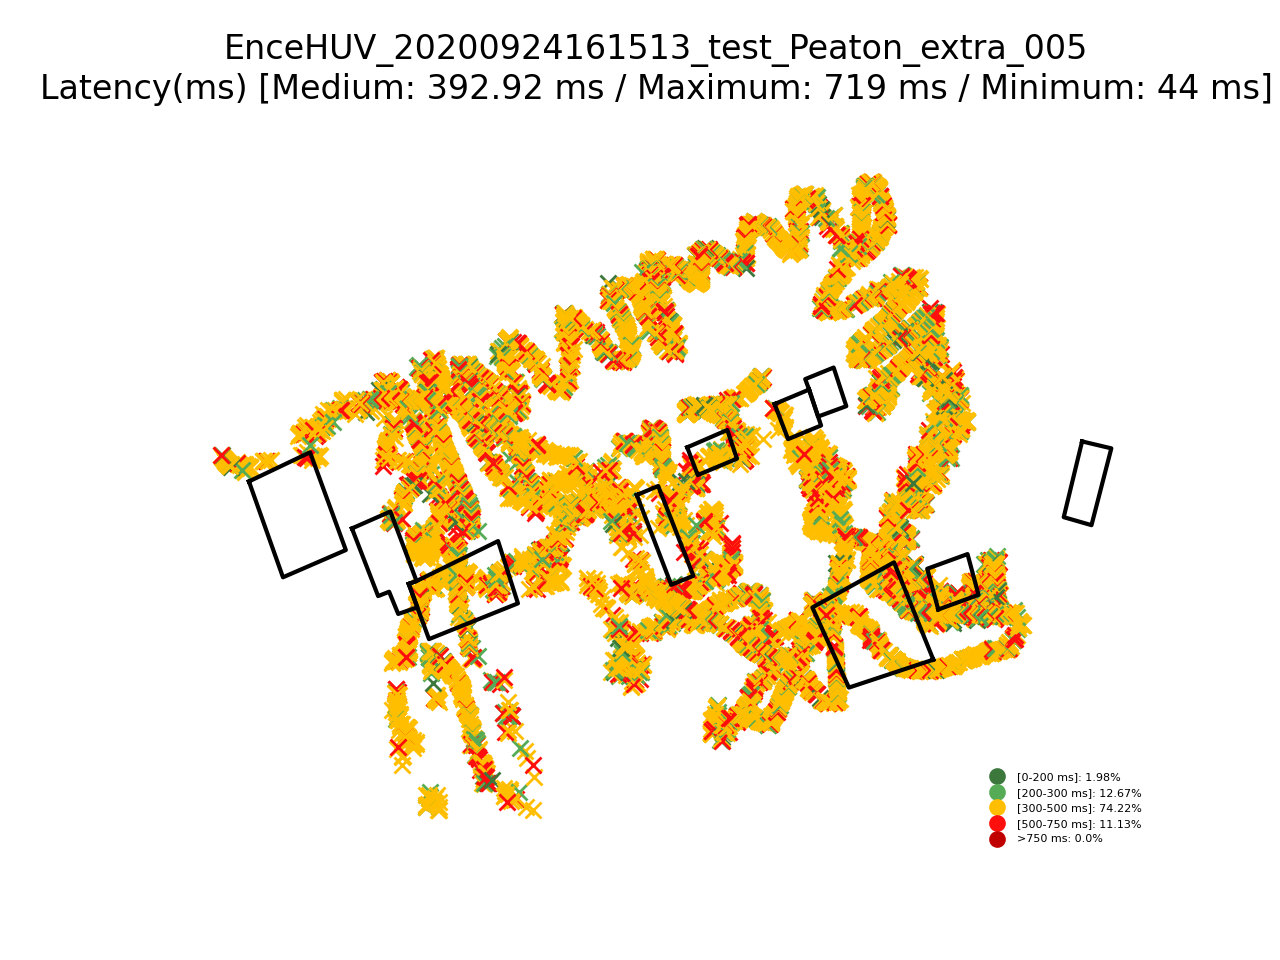 EnceHUV_20200924161513_test_Peaton_extra_005
Latency(ms) [Medium: 392.92 ms / Maximum: 719 ms / Minimum: 44 ms]
[0-200 ms]: 1.98%
[200-300 ms]: 12.67%
[300-500 ms]: 74.22%
[500-750 ms]: 11.13%
>750 ms: 0.0%